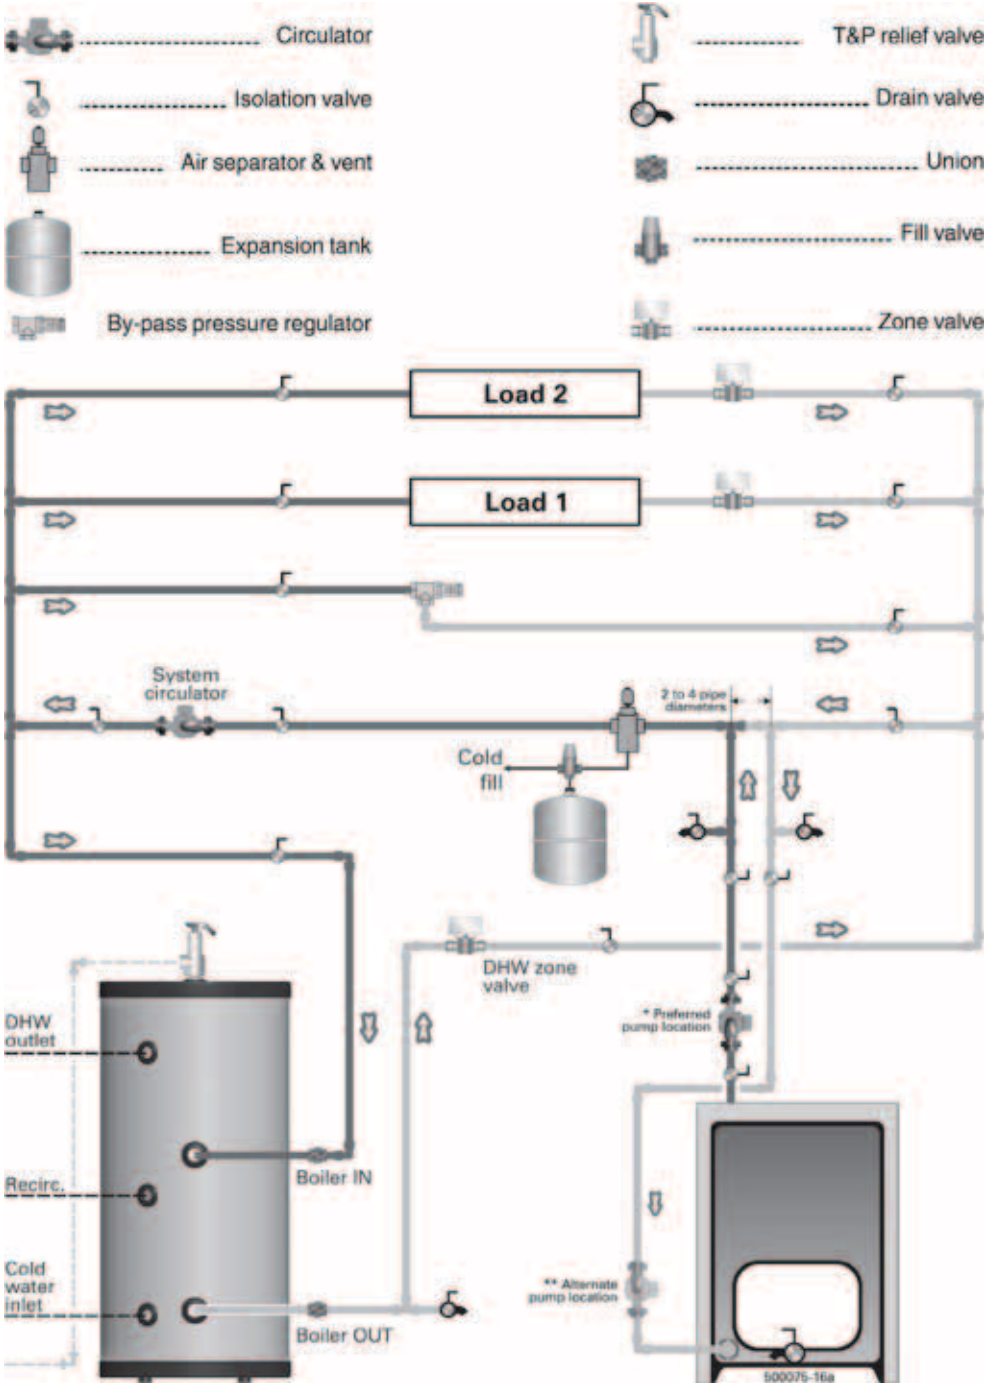 Circulator
T&P relief valve
Isolation valve
Drain valve
Air separator & vent
Union
Expansion tank
Fill valve
By-pass pressure regulator
Zone valve
Load 2
Load 1
System
circulator
2 to 4 pipe
diameters
Cold
fill
DHW zone
valve
* Preferred
pump location
DHW
outlet
Boiler IN
Recirc.
Cold
water
inlet
** Alternate
pump location
Boiler OUT
500075-16a